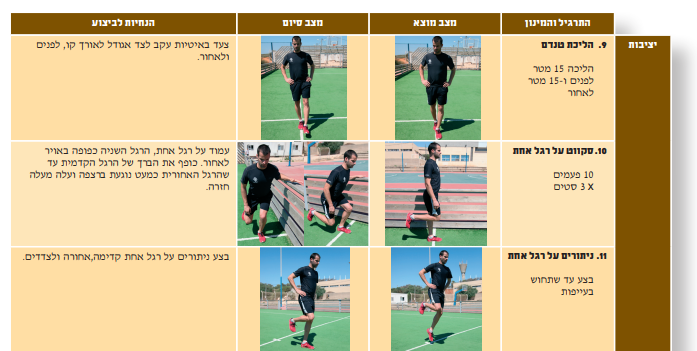 התרגיל והמינון
מצב מוצא
מצב סיום
הנחיות לביצוע
יציבות
9. הליכת טנדם
הליכה 15 מטר
לפנים ו-15 מטר
לאחור
צעד באיטיות עקב לצד אגודל לאורך קו, לפנים
ולאחור.
10. סקווט על רגל אחת
10 פעמים
X 3 סטים
עמוד על רגל אחת, הרגל השניה כפופה באויר
לאחור. כופף את הברך של הרגל הקדמית עד
שהרגל האחורית כמעט נוגעת ברצפה ועלה מעלה
חזרה.
11. ניתורים על רגל אחת
בצע עד שתחוש
בעייפות
בצע ניתורים על רגל אחת קדימה,אחורה ולצדדים.